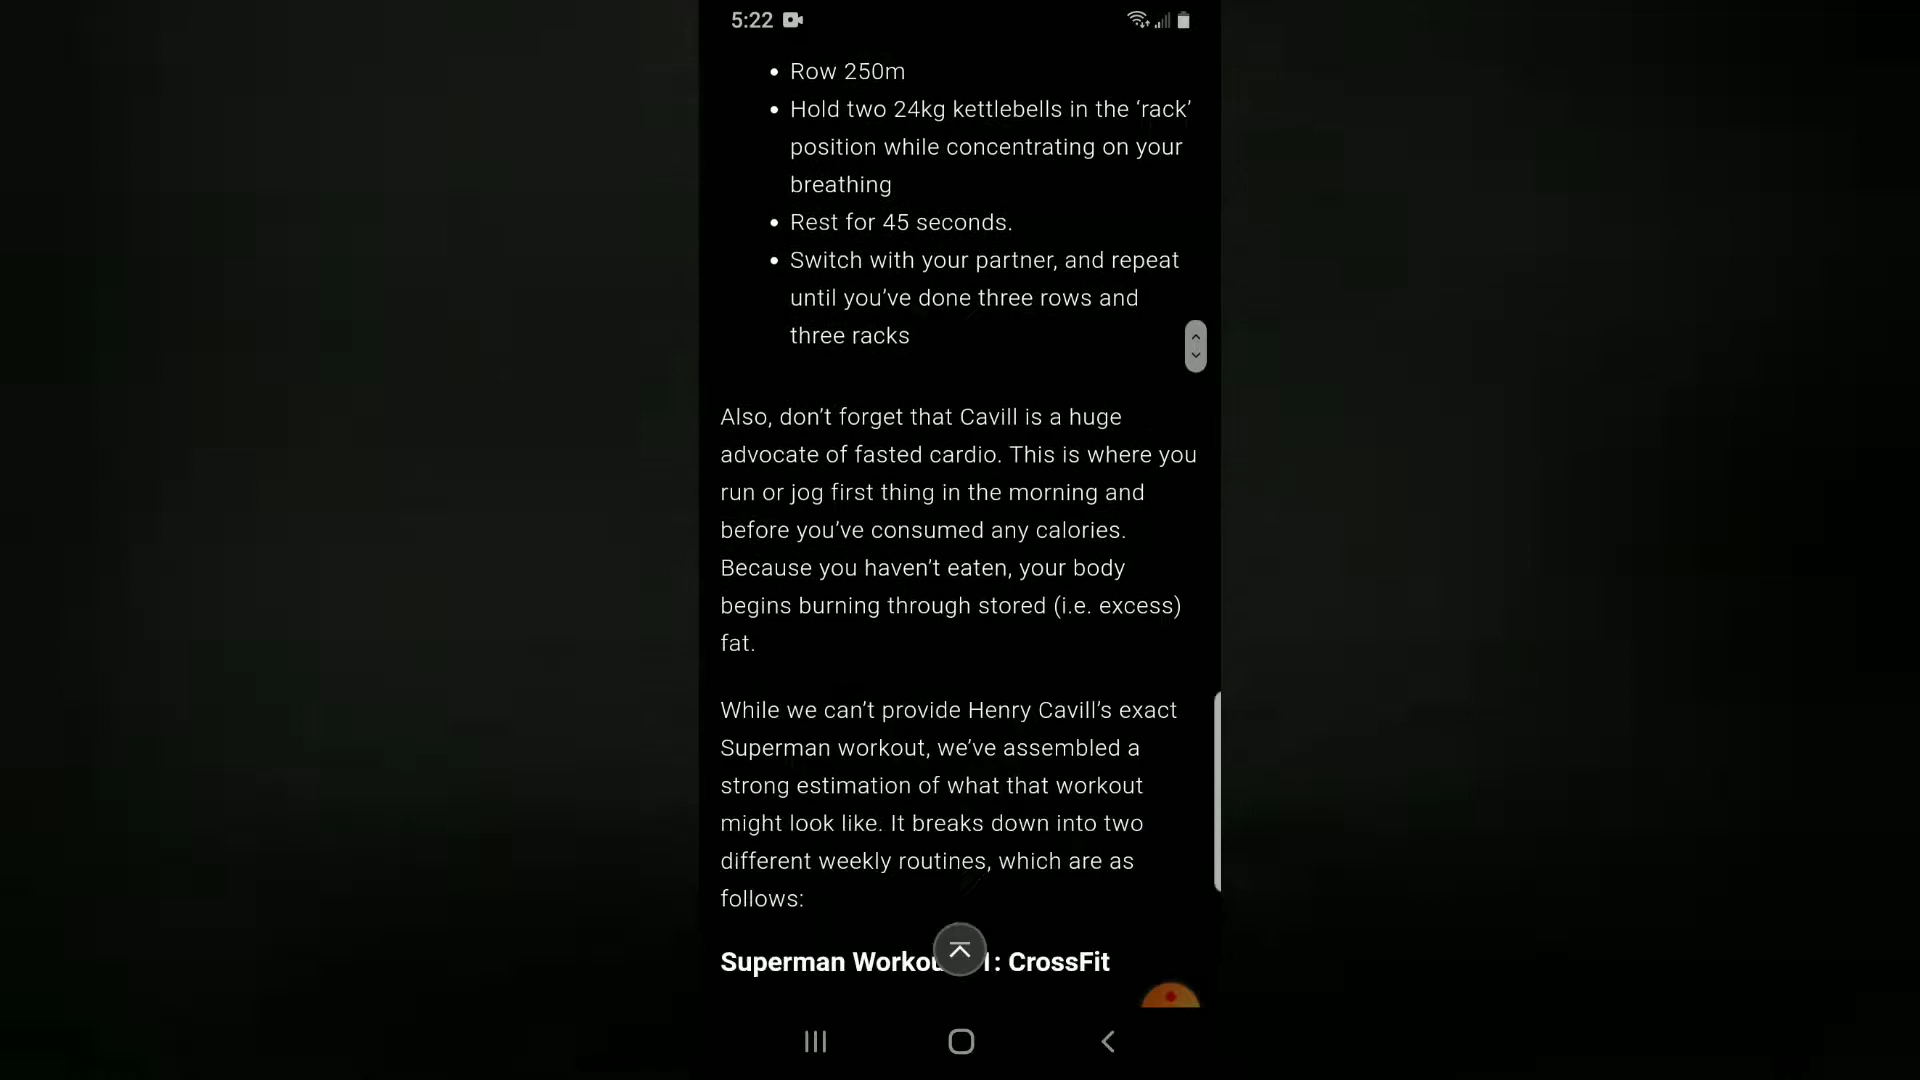 5:22
• Row 250m
• Hold two 24kg kettlebells in the ‘rack’
position while concentrating on your
breathing
• Rest for 45 seconds.
• Switch with your partner, and repeat
until you’ve done three rows and
three racks
Also, don’t forget that Cavill is a huge
advocate of fasted cardio. This is where you
run or jog first thing in the morning and
before you’ve consumed any calories.
Because you haven’t eaten, your body
begins burning through stored (i.e. excess)
fat.
While we can’t provide Henry Cavill’s exact
Superman workout, we’ve assembled a
strong estimation of what that workout
might look like. It breaks down into two
different weekly routines, which are as
follows:
Superman 1: CrossFit